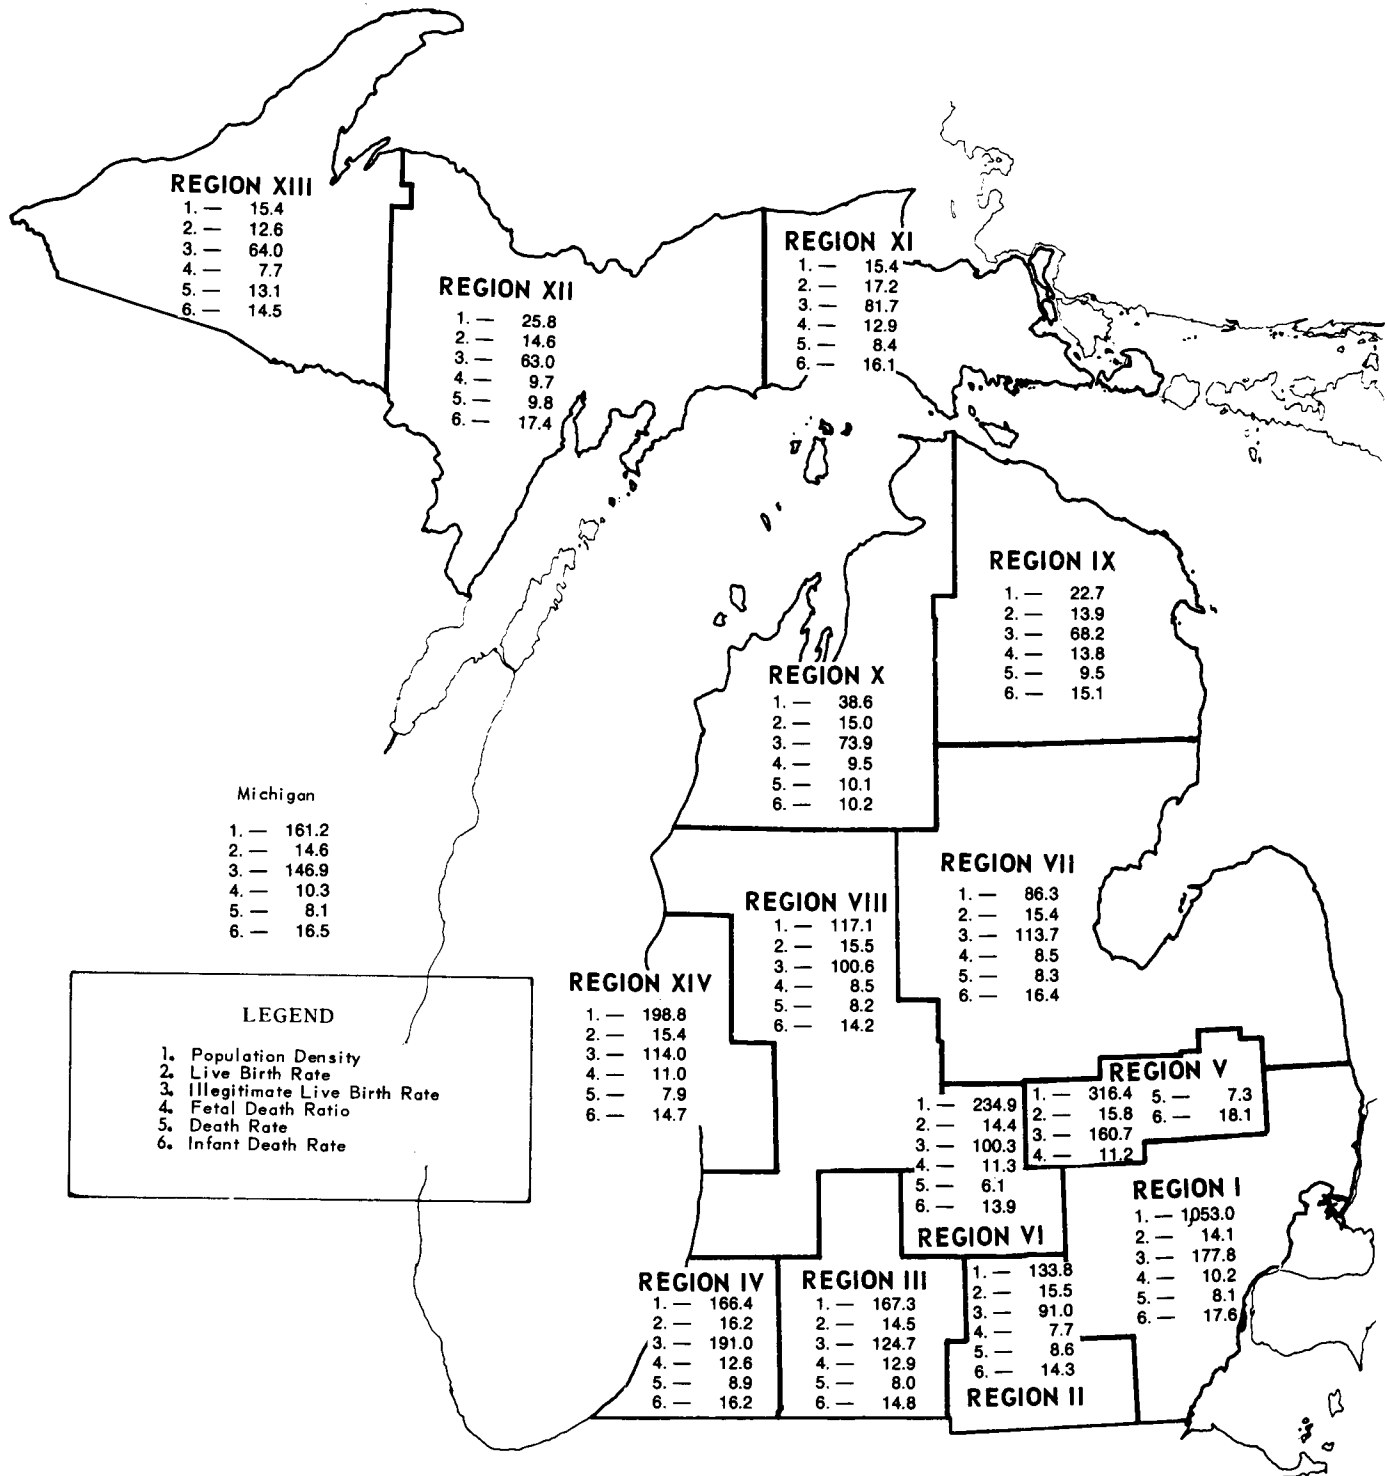 REGION XIII
1. — 15.4
2. — 12.6
3. — 64.0
4. — 7.7
5. — 13.1
6. — 14.5
REGION XII
1. — 25.8
2. — 14.6
3. — 63.0
4. — 9.7
5. — 9.8
6. — 17.4
REGION XI
1. — 15.4
2. — 17.2
3. — 81.7
4. — 12.9
5. — 8.4
6. — 16.1
REGION IX
1. — 22.7
2. — 13.9
3. — 68.2
4. — 13.8
5. — 9.5
6. — 15.1
REGION X
1. — 38.6
2. — 15.0
3. — 73.9
4. — 9.5
5. — 10.1
6. — 10.2
Michigan
1. — 161.2
2. — 14.6
3. — 146.9
4. — 10.3
5. — 8.1
6. — 16.5
REGION VII
1. — 86.3
2. — 15.4
3. — 113.7
4. — 8.5
5. — 8.3
6. — 16.4
REGION VIII
1. — 117.1
2. — 15.5
3. — 100.6
4. — 8.5
5. — 8.2
6. — 14.2
REGION XIV
1. — 198.8
2. — 15.4
3. — 114.0
4. — 11.0
5. — 7.9
6. — 14.7
LEGEND
1. Population Density
2. Live Birth Rate
3. Illegitimate Live Birth Rate
4. Fetal Death Ratio
5. Death Rate
6. Infant Death Rate
REGION V
1. — 316.4 5. — 7.3
2. — 15.8 6. — 18.1
3. — 160.7
4. — 11.2
1. — 234.9
2. — 14.4
3. — 100.3
4. — 11.3
5. — 6.1
6. — 13.9
REGION VI
REGION I
1. — 1,053.0
2. — 14.1
3. — 177.8
4. — 10.2
5. — 8.1
6. — 17.6
REGION IV
1. — 166.4
2. — 16.2
3. — 191.0
4. — 12.6
5. — 8.9
6. — 16.2
REGION III
1. — 167.3
2. — 14.5
3. — 124.7
4. — 12.9
5. — 8.0
6. — 14.8
1. — 133.8
2. — 15.5
3. — 91.0
4. — 7.7
5. — 8.6
6. — 14.3
REGION II